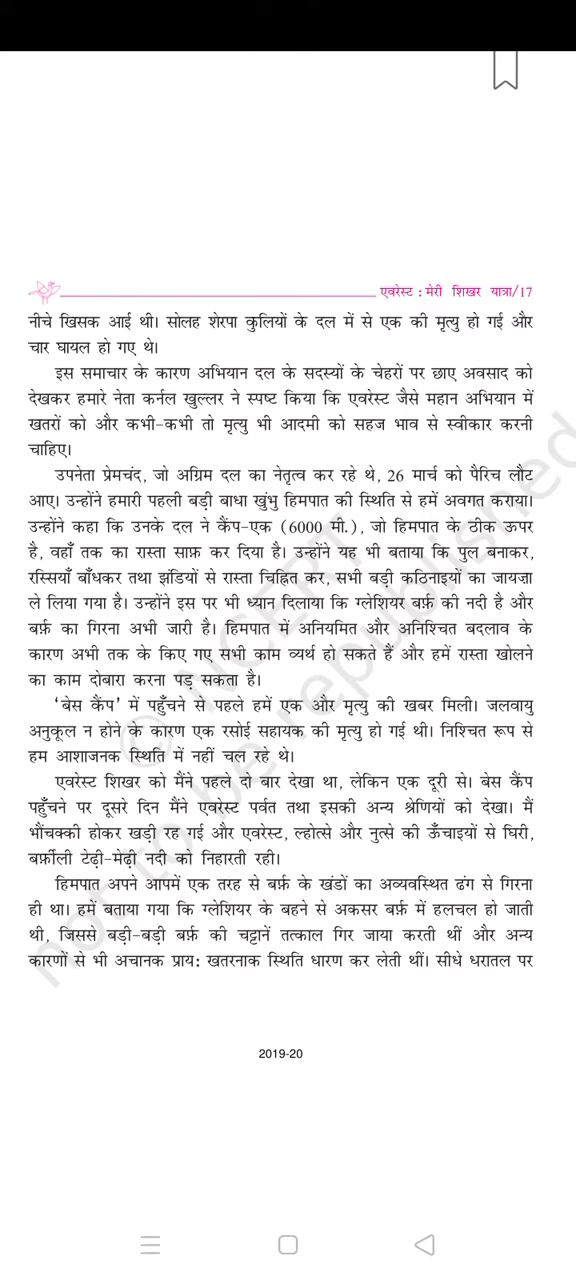 एवरेस्ट : मेरी शिखर यात्रा/17
नीचे खिसक आई थी। सोलह शेरपा कुलियों के दल में से एक की मृत्यु हो गई और
चार घायल हो गए थे।
इस समाचार के कारण अभियान दल के सदस्यों के चेहरों पर छाए अवसाद को
देखकर हमारे नेता कर्नल खुल्लर ने स्पष्ट किया कि एवरेस्ट जैसे महान अभियान में
खतरों को और कभी-कभी तो मृत्यु भी आदमी को सहज भाव से स्वीकार करनी
चाहिए।
उपनेता प्रेमचंद, जो अग्रिम दल का नेतृत्व कर रहे थे, 26 मार्च को पैरिच लौट
आए। उन्होंने हमारी पहली बड़ी बाधा खुंभु हिमपात की स्थिति से हमें अवगत कराया।
उन्होंने कहा कि उनके दल ने कैंप-एक (6000 मी.), जो हिमपात के ठीक ऊपर
है, वहाँ तक का रास्ता साफ़ कर दिया है। उन्होंने यह भी बताया कि पुल बनाकर,
रस्सियाँ बाँधकर तथा झंडियों से रास्ता चिह्नित कर, सभी बड़ी कठिनाइयों का जायजा
ले लिया गया है। उन्होंने इस पर भी ध्यान दिलाया कि ग्लेशियर बर्फ़ की नदी है और
बर्फ़ का गिरना अभी जारी है। हिमपात में अनियमित और अनिश्चित बदलाव के
कारण अभी तक के किए गए सभी काम व्यर्थ हो सकते हैं और हमें रास्ता खोलने
का काम दोबारा करना पड़ सकता है।
‘बेस कैंप’ में पहुँचने से पहले हमें एक और मृत्यु की खबर मिली। जलवायु
अनुकूल न होने के कारण एक रसोई सहायक की मृत्यु हो गई थी। निश्चित रूप से
हम आशाजनक स्थिति में नहीं चल रहे थे।
एवरेस्ट शिखर को मैंने पहले दो बार देखा था, लेकिन एक दूरी से। बेस कैंप
पहुँचने पर दूसरे दिन मैंने एवरेस्ट पर्वत तथा इसकी अन्य श्रेणियों को देखा। मैं
भौंचक्की होकर खड़ी रह गई और एवरेस्ट, ल्होत्से और नुत्से की ऊँचाइयों से घिरी,
बर्फ़ीली टेढ़ी-मेढ़ी नदी को निहारती रही।
हिमपात अपने आपमें एक तरह से बर्फ़ के खंडों का अव्यवस्थित ढंग से गिरना
ही था। हमें बताया गया कि ग्लेशियर के बहने से अकसर बर्फ़ में हलचल हो जाती
थी, जिससे बड़ी-बड़ी बर्फ़ की चट्टानें तत्काल गिर जाया करती थीं और अन्य
कारणों से भी अचानक प्राय: खतरनाक स्थिति धारण कर लेती थीं। सीधे धरातल पर
© NCERT
not to be republished
2019-20